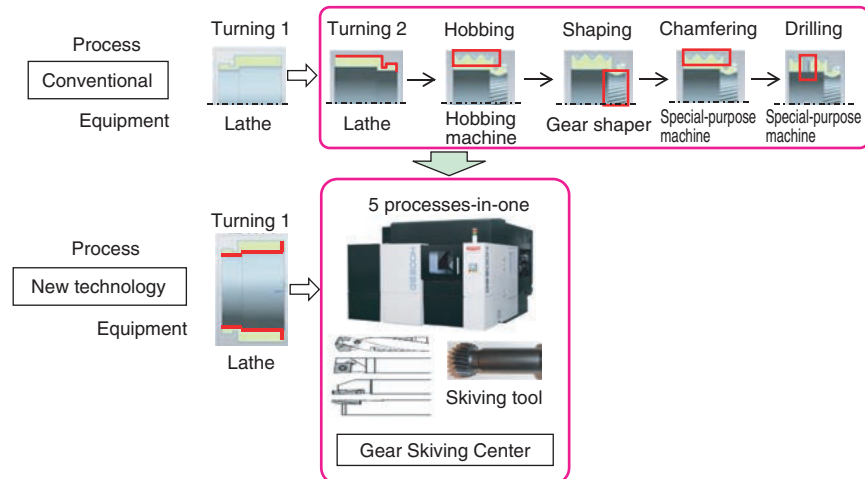 Process
Conventional
Equipment
Turning 1
Lathe
Turning 2
Lathe
Hobbing
Hobbing
machine
Shaping
Gear shaper
Chamfering
Special-purpose
machine
Drilling
Special-purpose
machine
Process
New technology
Equipment
Turning 1
Lathe
5 processes-in-one
Skiving tool
Gear Skiving Center